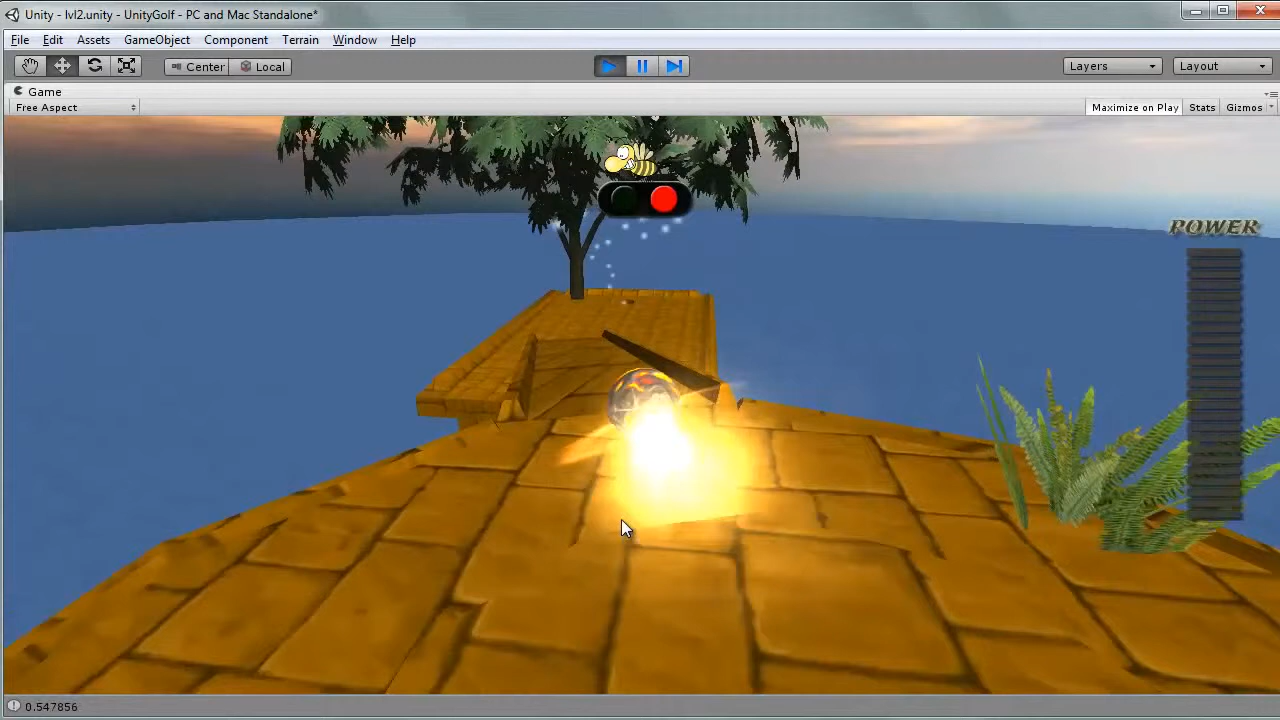 Unity - lvl2.unity - UnityGolf - PC and Mac Standalone*
File Edit Assets GameObject Component Terrain Window Help
Center Local Layers Layout
Game
Free Aspect Maximize on Play Stats Gizmos
POWER
0.547856